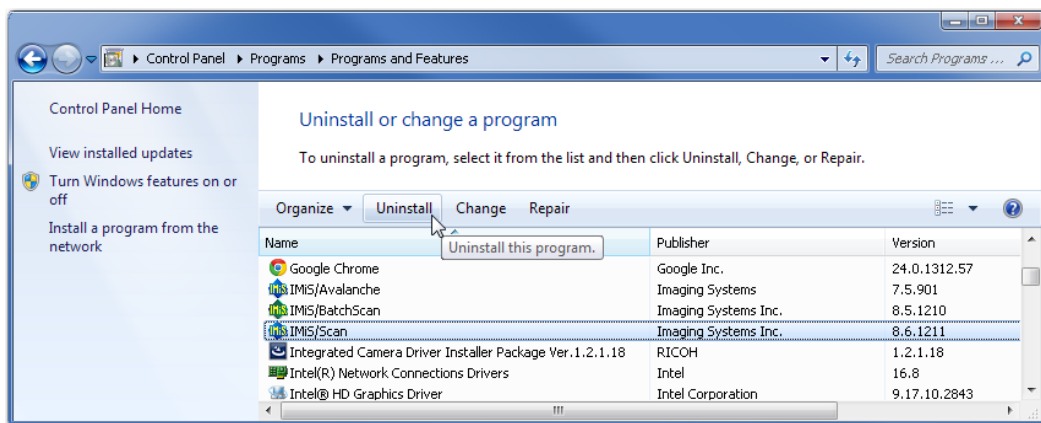 Control Panel Programs Programs and Features Search Programs ...
Control Panel Home
View installed updates
Turn Windows features on or
off
Install a program from the
network
Uninstall or change a program
To uninstall a program, select it from the list and then click Uninstall, Change, or Repair.
Organize Uninstall Change Repair
Uninstall this program.
Name Publisher Version
Google Chrome Google Inc. 24.0.1312.57
IMiS/Avalanche Imaging Systems 7.5.901
IMiS/BatchScan Imaging Systems Inc. 8.5.1210
IMiS/Scan Imaging Systems Inc. 8.6.1211
Integrated Camera Driver Installer Package Ver.1.2.1.18 RICOH 1.2.1.18
Intel(R) Network Connections Drivers Intel 16.8
Intel® HD Graphics Driver Intel Corporation 9.17.10.2843